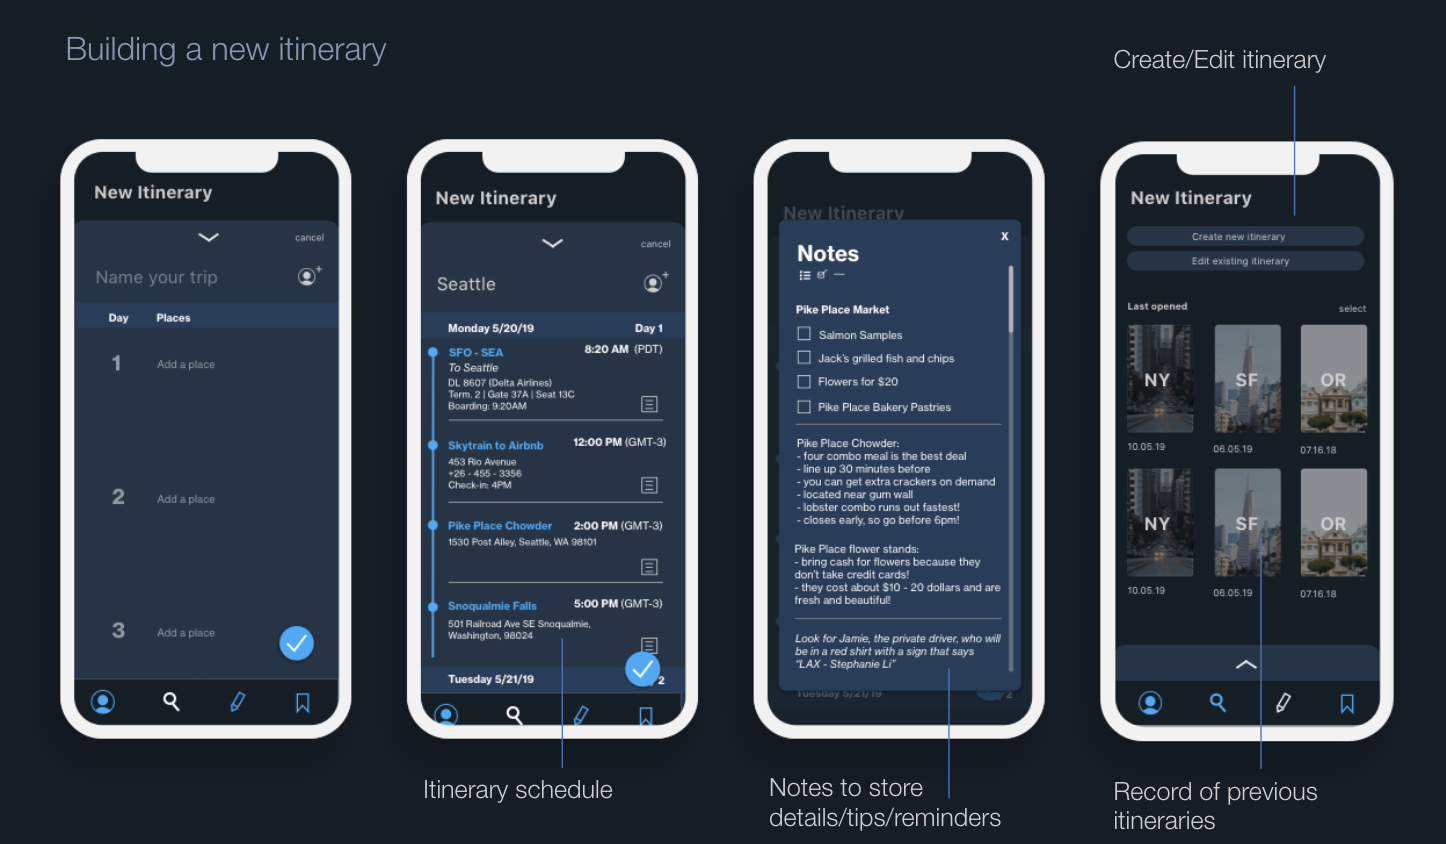 Building a new itinerary
Create/Edit itinerary
New Itinerary
cancel
Name your trip
Day Places
1 Add a place
2 Add a place
3 Add a place
New Itinerary
cancel
Seattle
Monday 5/20/19 Day 1
SFO - SEA 8:20 AM (PDT)
To Seattle
DL 8607 (Delta Airlines)
Term. 2 | Gate 37A | Seat 13C
Boarding: 9:20AM
Skytrain to Airbnb 12:00 PM (GMT-3)
453 Rio Avenue
+26 - 455 - 3356
Check-in: 4PM
Pike Place Chowder 2:00 PM (GMT-3)
1530 Post Alley, Seattle, WA 98101
Snoqualmie Falls 5:00 PM (GMT-3)
501 Railroad Ave SE Snoqualmie,
Washington, 98024
Tuesday 5/21/19 2
Itinerary schedule
New Itinerary
X
Notes
Pike Place Market
Salmon Samples
Jack's grilled fish and chips
Flowers for $20
Pike Place Bakery Pastries
Pike Place Chowder:
- four combo meal is the best deal
- line up 30 minutes before
- you can get extra crackers on demand
- located near gum wall
- lobster combo runs out fastest!
- closes early, so go before 6pm!
Pike Place flower stands:
- bring cash for flowers because they
don't take credit cards!
- they cost about $10 - 20 dollars and are
fresh and beautiful!
Look for Jamie, the private driver, who will
be in a red shirt with a sign that says
"LAX - Stephanie Li"
Tuesday 5/21/19 2
Notes to store
details/tips/reminders
New Itinerary
Create new itinerary
Edit existing itinerary
Last opened select
NY SF OR
10.05.19 06.05.19 07.16.18
NY SF OR
10.05.19 06.05.19 07.16.18
Record of previous
itineraries